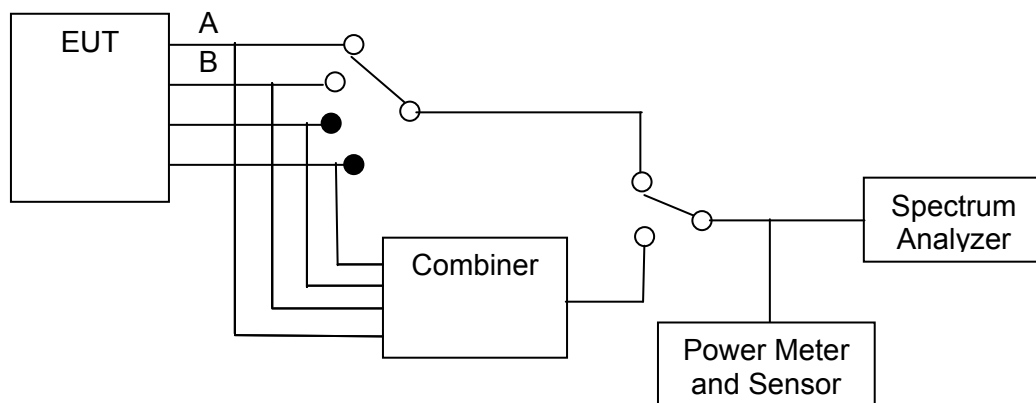 EUT
A
B
Combiner
Spectrum
Analyzer
Power Meter
and Sensor